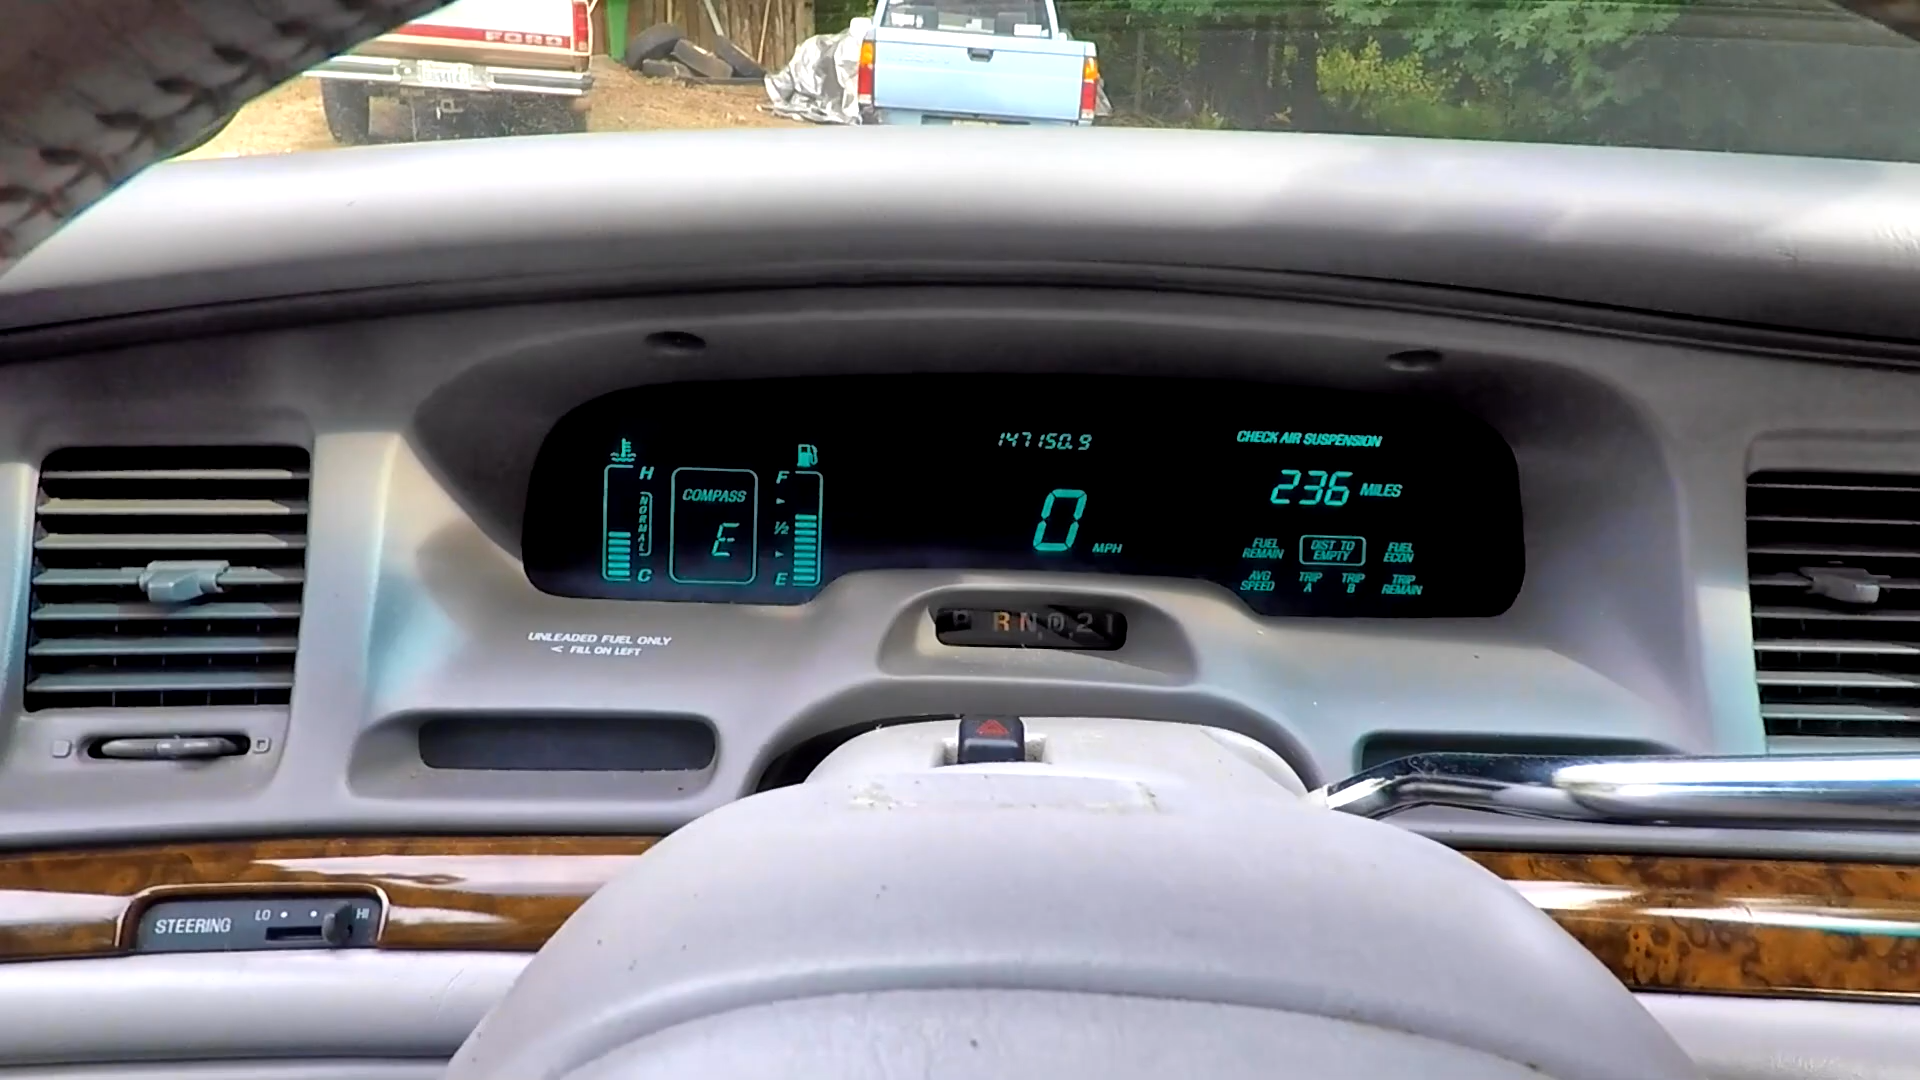 FORD
147150.9
CHECK AIR SUSPENSION
236 MILES
H
NORMAL
C
COMPASS
E
F
1/2
E
0 MPH
FUEL REMAIN
DIST TO EMPTY
FUEL ECON
AVG SPEED
TRIP A
TRIP B
TRIP REMAIN
P R N D 2 1
UNLEADED FUEL ONLY
< FILL ON LEFT
STEERING LO HI